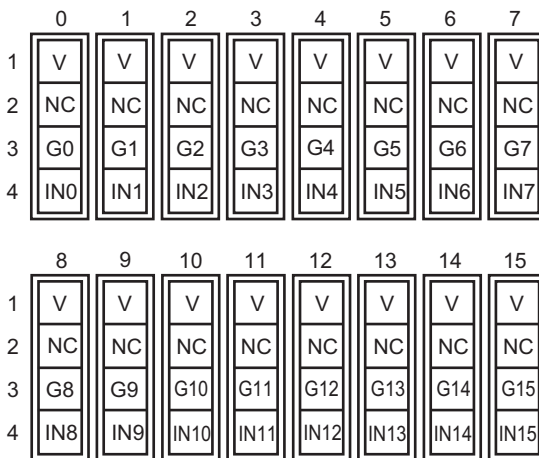 0 1 2 3 4 5 6 7
1 V V V V V V V V
2 NC NC NC NC NC NC NC NC
3 G0 G1 G2 G3 G4 G5 G6 G7
4 IN0 IN1 IN2 IN3 IN4 IN5 IN6 IN7
8 9 10 11 12 13 14 15
1 V V V V V V V V
2 NC NC NC NC NC NC NC NC
3 G8 G9 G10 G11 G12 G13 G14 G15
4 IN8 IN9 IN10 IN11 IN12 IN13 IN14 IN15